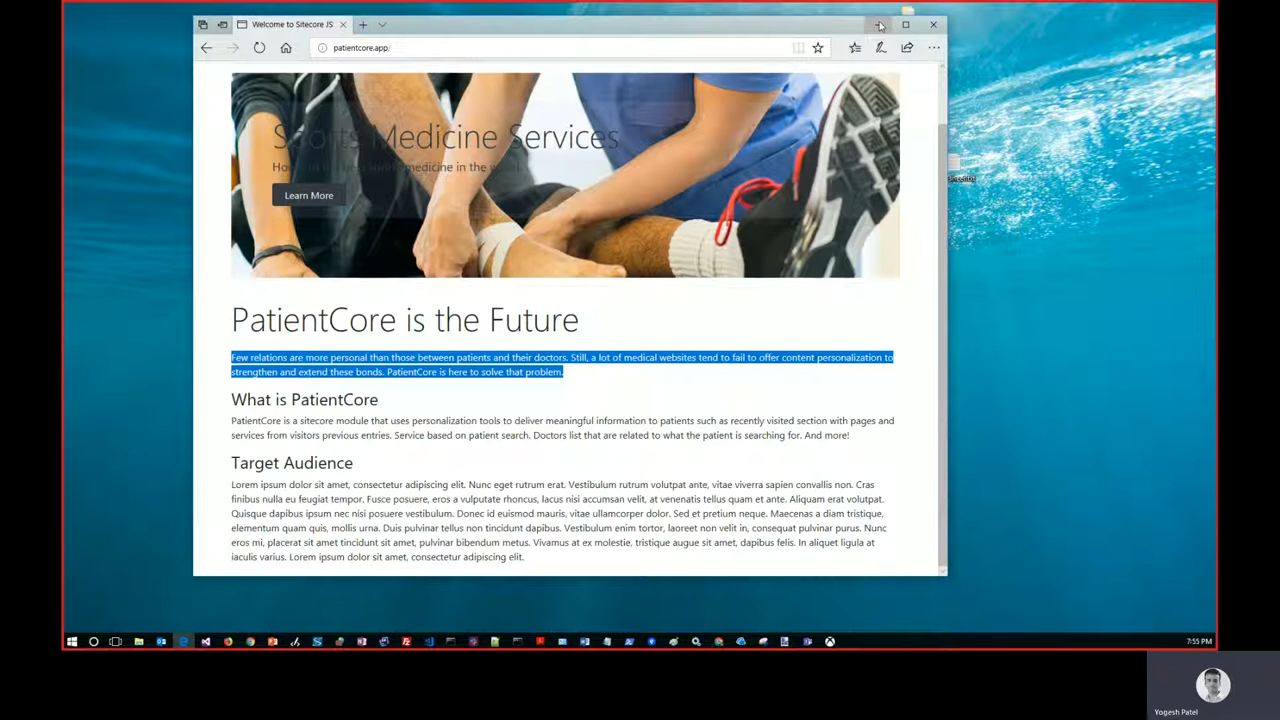 Welcome to Sitecore JS
patientcore.app/
Sports Medicine Services
medicine in the
Learn More
PatientCore is the Future
Few relations are more personal than those between patients and their doctors. Still, a lot of medical websites tend to fail to offer content personalization to
strengthen and extend these bonds. PatientCore is here to solve that problem.
What is PatientCore
PatientCore is a sitecore module that uses personalization tools to deliver meaningful information to patients such as recently visited section with pages and
services from visitors previous entries. Service based on patient search. Doctors list that are related to what the patient is searching for. And more!
Target Audience
Lorem ipsum dolor sit amet, consectetur adipiscing elit. Nunc eget rutrum erat. Vestibulum rutrum volutpat ante, vitae viverra sapien convallis non. Cras
finibus nulla eu feugiat tempor. Fusce posuere, eros a vulputate rhoncus, lacus nisi accumsan velit, at venenatis tellus quam et ante. Aliquam erat volutpat.
Quisque dapibus ipsum nec nisi posuere vestibulum. Donec id euismod mauris, vitae ullamcorper dolor. Sed et pretium neque. Maecenas a diam tristique,
elementum quam quis, mollis urna. Duis pulvinar tellus non tincidunt dapibus. Vestibulum enim tortor, laoreet non velit in, consequat pulvinar purus. Nunc
eros mi, placerat sit amet tincidunt sit amet, pulvinar bibendum metus. Vivamus at ex molestie, tristique augue sit amet, dapibus felis. In aliquet ligula at
iaculis varius. Lorem ipsum dolor sit amet, consectetur adipiscing elit.
7:55 PM
Yogesh Patel